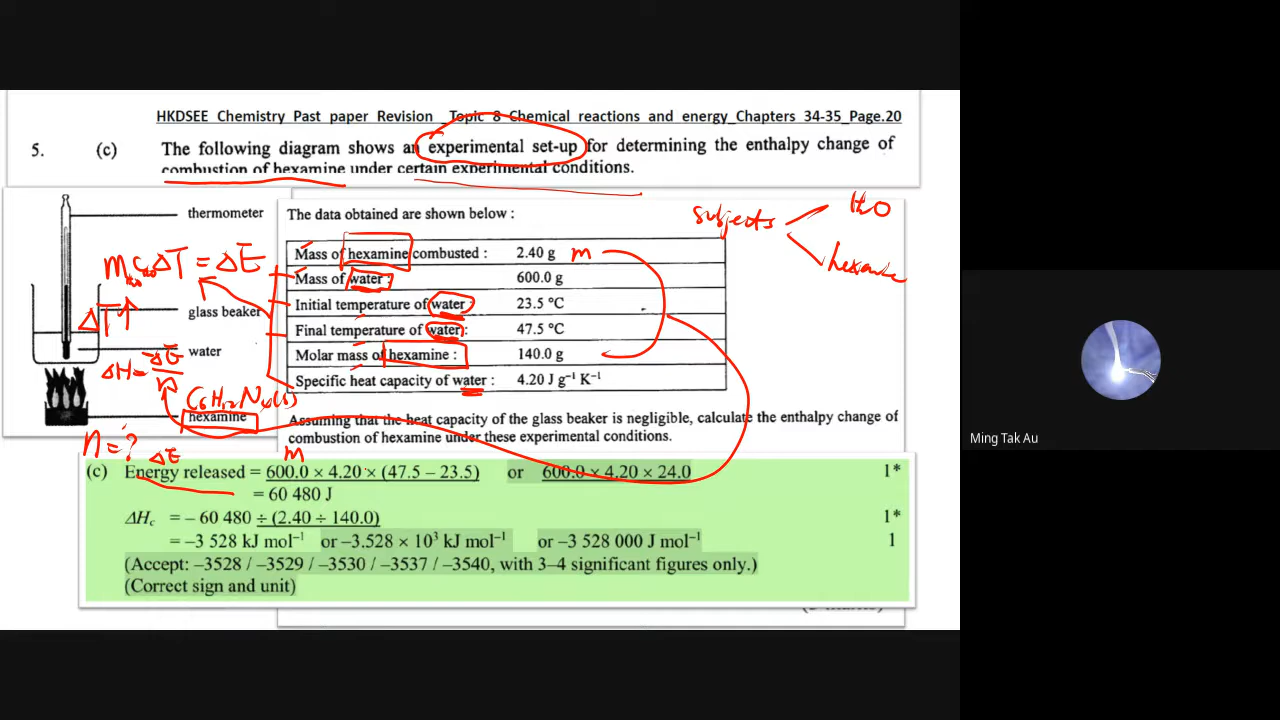 HKDSEE Chemistry Past paper Revision _Topic 8 Chemical reactions and energy_Chapters 34-35_Page.20
5. (c) The following diagram shows an experimental set-up for determining the enthalpy change of
combustion of hexamine under certain experimental conditions.
thermometer
glass beaker
water
hexamine
mH2O cH2O ΔT = ΔE
ΔT↑
ΔH = -ΔE/n
C6H12N4(s)
n = ?
The data obtained are shown below :
subjects
H2O
hexamine
Mass of hexamine combusted : 2.40 g m
Mass of water : 600.0 g
Initial temperature of water : 23.5 °C
Final temperature of water : 47.5 °C
Molar mass of hexamine : 140.0 g
Specific heat capacity of water : 4.20 J g⁻¹ K⁻¹
Assuming that the heat capacity of the glass beaker is negligible, calculate the enthalpy change of
combustion of hexamine under these experimental conditions.
ΔE m
(c) Energy released = 600.0 × 4.20 × (47.5 – 23.5) or 600.0 × 4.20 × 24.0 1*
= 60 480 J
ΔHc = – 60 480 ÷ (2.40 ÷ 140.0) 1*
= –3 528 kJ mol⁻¹ or –3.528 × 10³ kJ mol⁻¹ or –3 528 000 J mol⁻¹ 1
(Accept: –3528 / –3529 / –3530 / –3537 / –3540, with 3–4 significant figures only.)
(Correct sign and unit)
Ming Tak Au